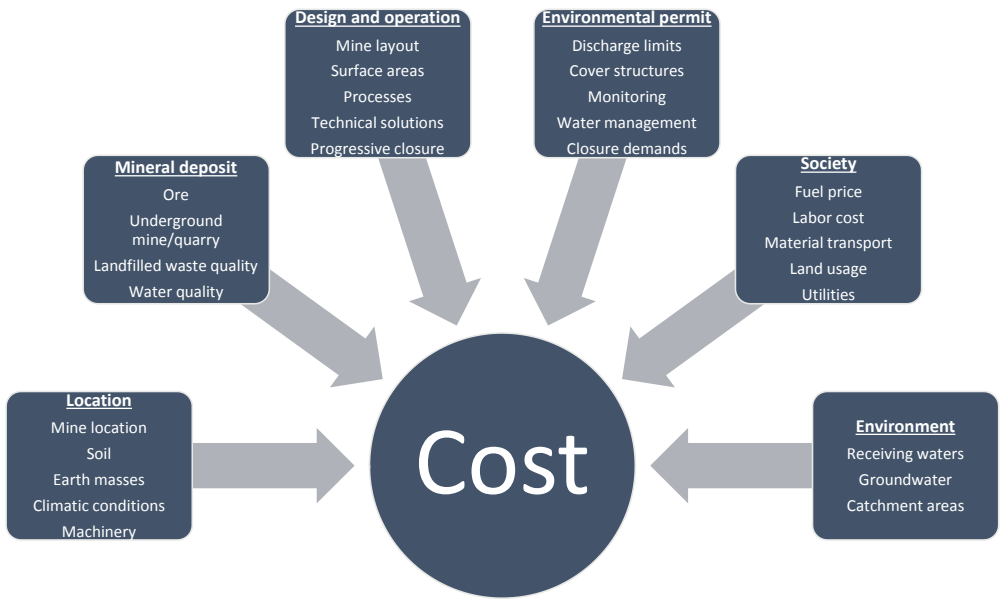 Design and operation
Mine layout
Surface areas
Processes
Technical solutions
Progressive closure
Environmental permit
Discharge limits
Cover structures
Monitoring
Water management
Closure demands
Mineral deposit
Ore
Underground
mine/quarry
Landfilled waste quality
Water quality
Society
Fuel price
Labor cost
Material transport
Land usage
Utilities
Location
Mine location
Soil
Earth masses
Climatic conditions
Machinery
Cost
Environment
Receiving waters
Groundwater
Catchment areas